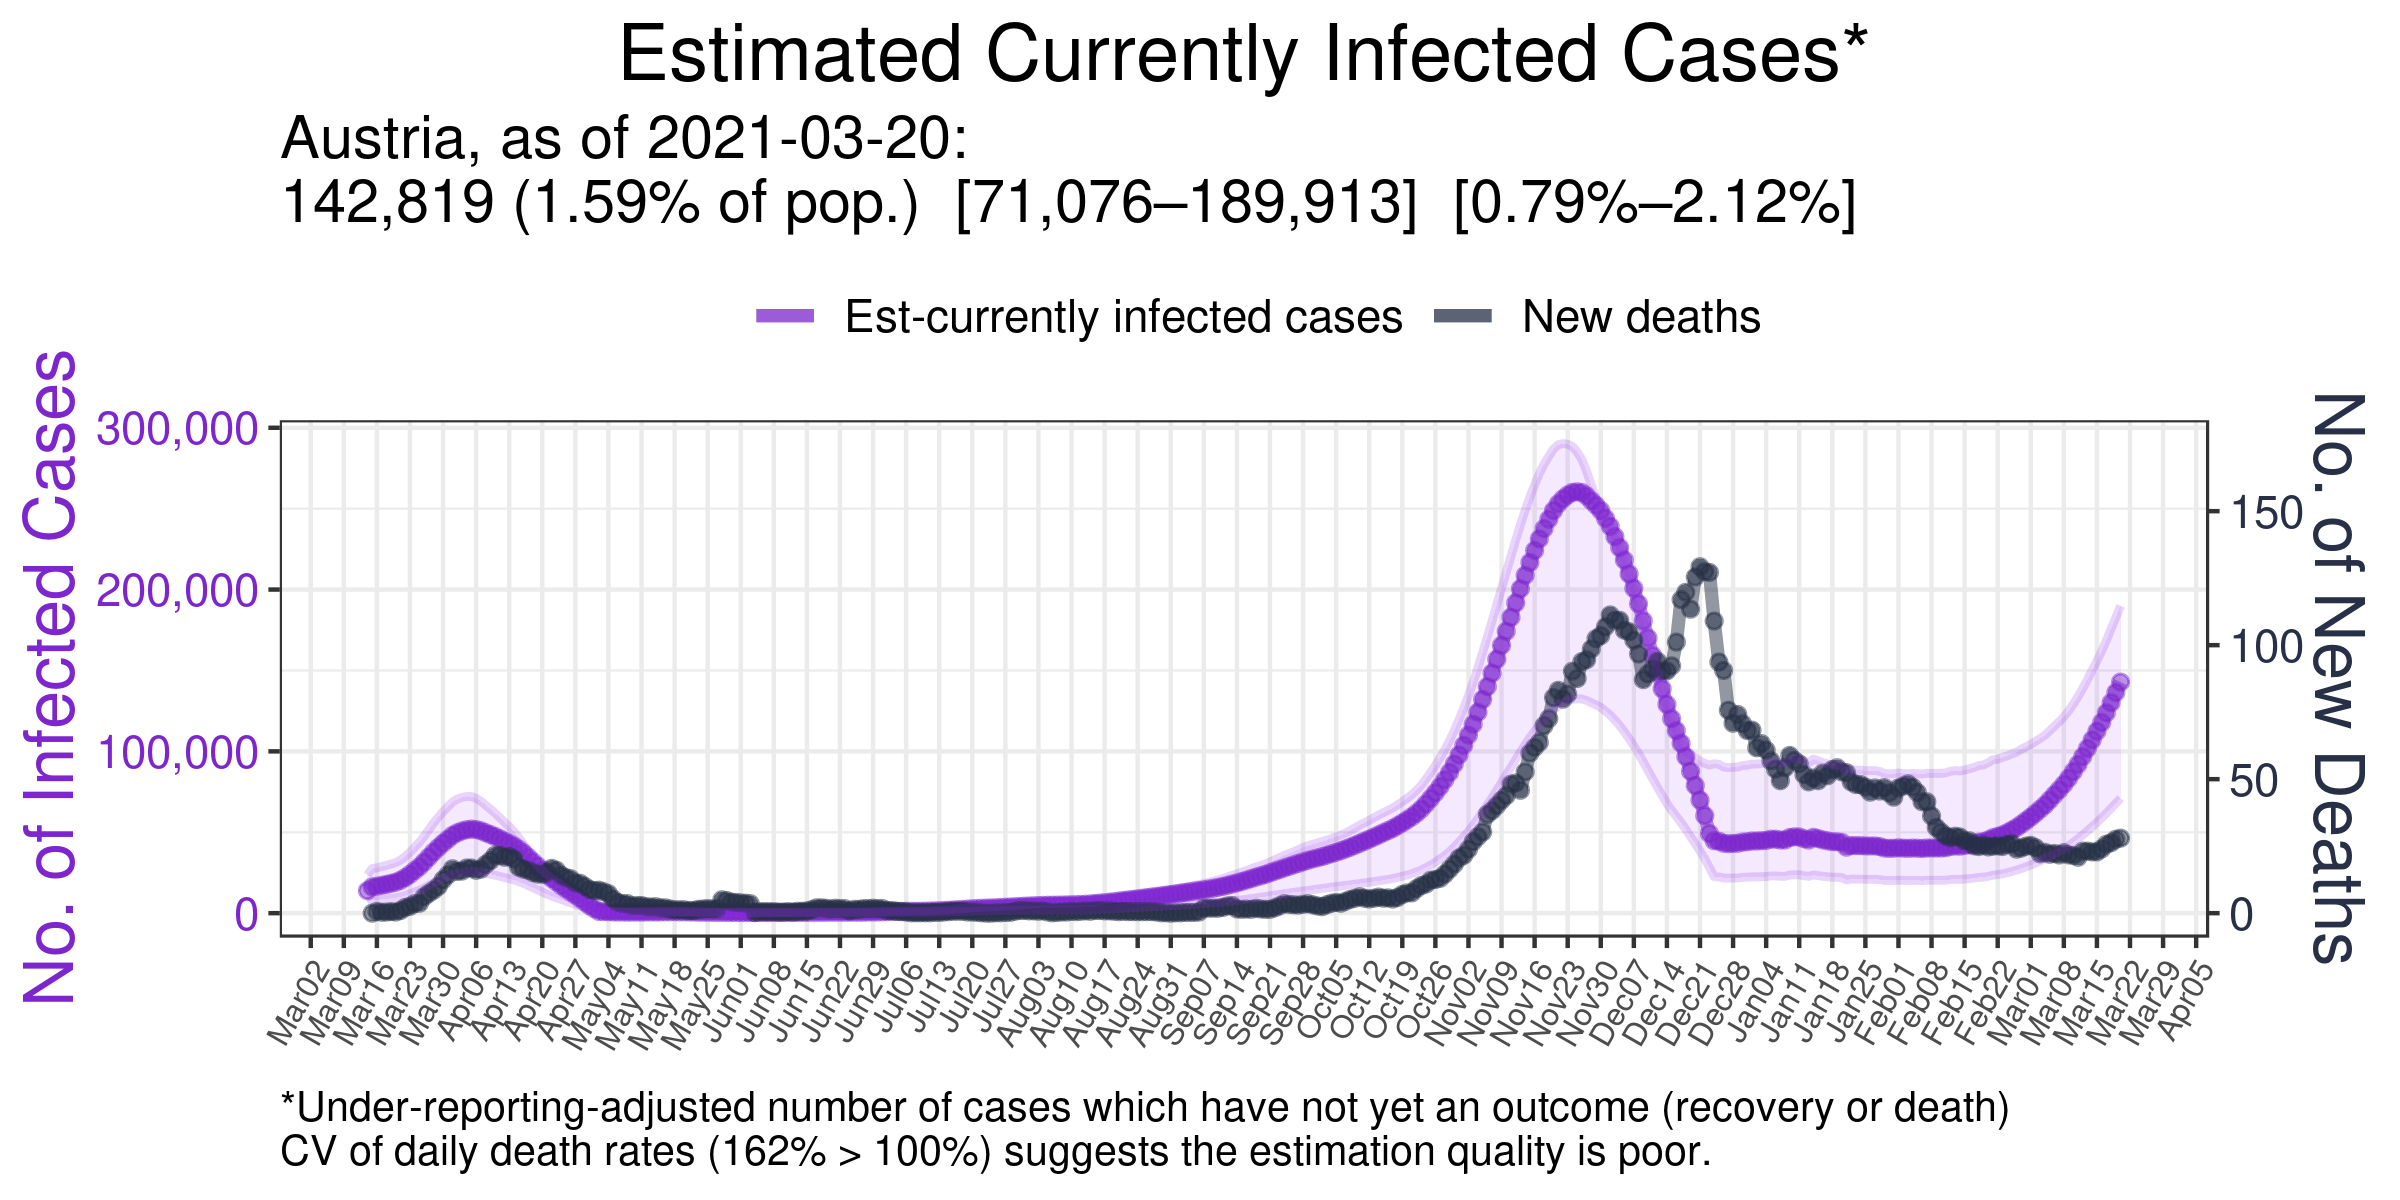 Estimated Currently Infected Cases*
Austria, as of 2021-03-20:
142,819 (1.59% of pop.)  [71,076–189,913]  [0.79%–2.12%]
Est-currently infected cases
New deaths
No. of Infected Cases
300,000
200,000
100,000
0
150
100
50
0
No. of New Deaths
Mar02
Mar09
Mar16
Mar23
Mar30
Apr06
Apr13
Apr20
Apr27
May04
May11
May18
May25
Jun01
Jun08
Jun15
Jun22
Jun29
Jul06
Jul13
Jul20
Jul27
Aug03
Aug10
Aug17
Aug24
Aug31
Sep07
Sep14
Sep21
Sep28
Oct05
Oct12
Oct19
Oct26
Nov02
Nov09
Nov16
Nov23
Nov30
Dec07
Dec14
Dec21
Dec28
Jan04
Jan11
Jan18
Jan25
Feb01
Feb08
Feb15
Feb22
Mar01
Mar08
Mar15
Mar22
Mar29
Apr05
*Under-reporting-adjusted number of cases which have not yet an outcome (recovery or death)
CV of daily death rates (162% > 100%) suggests the estimation quality is poor.